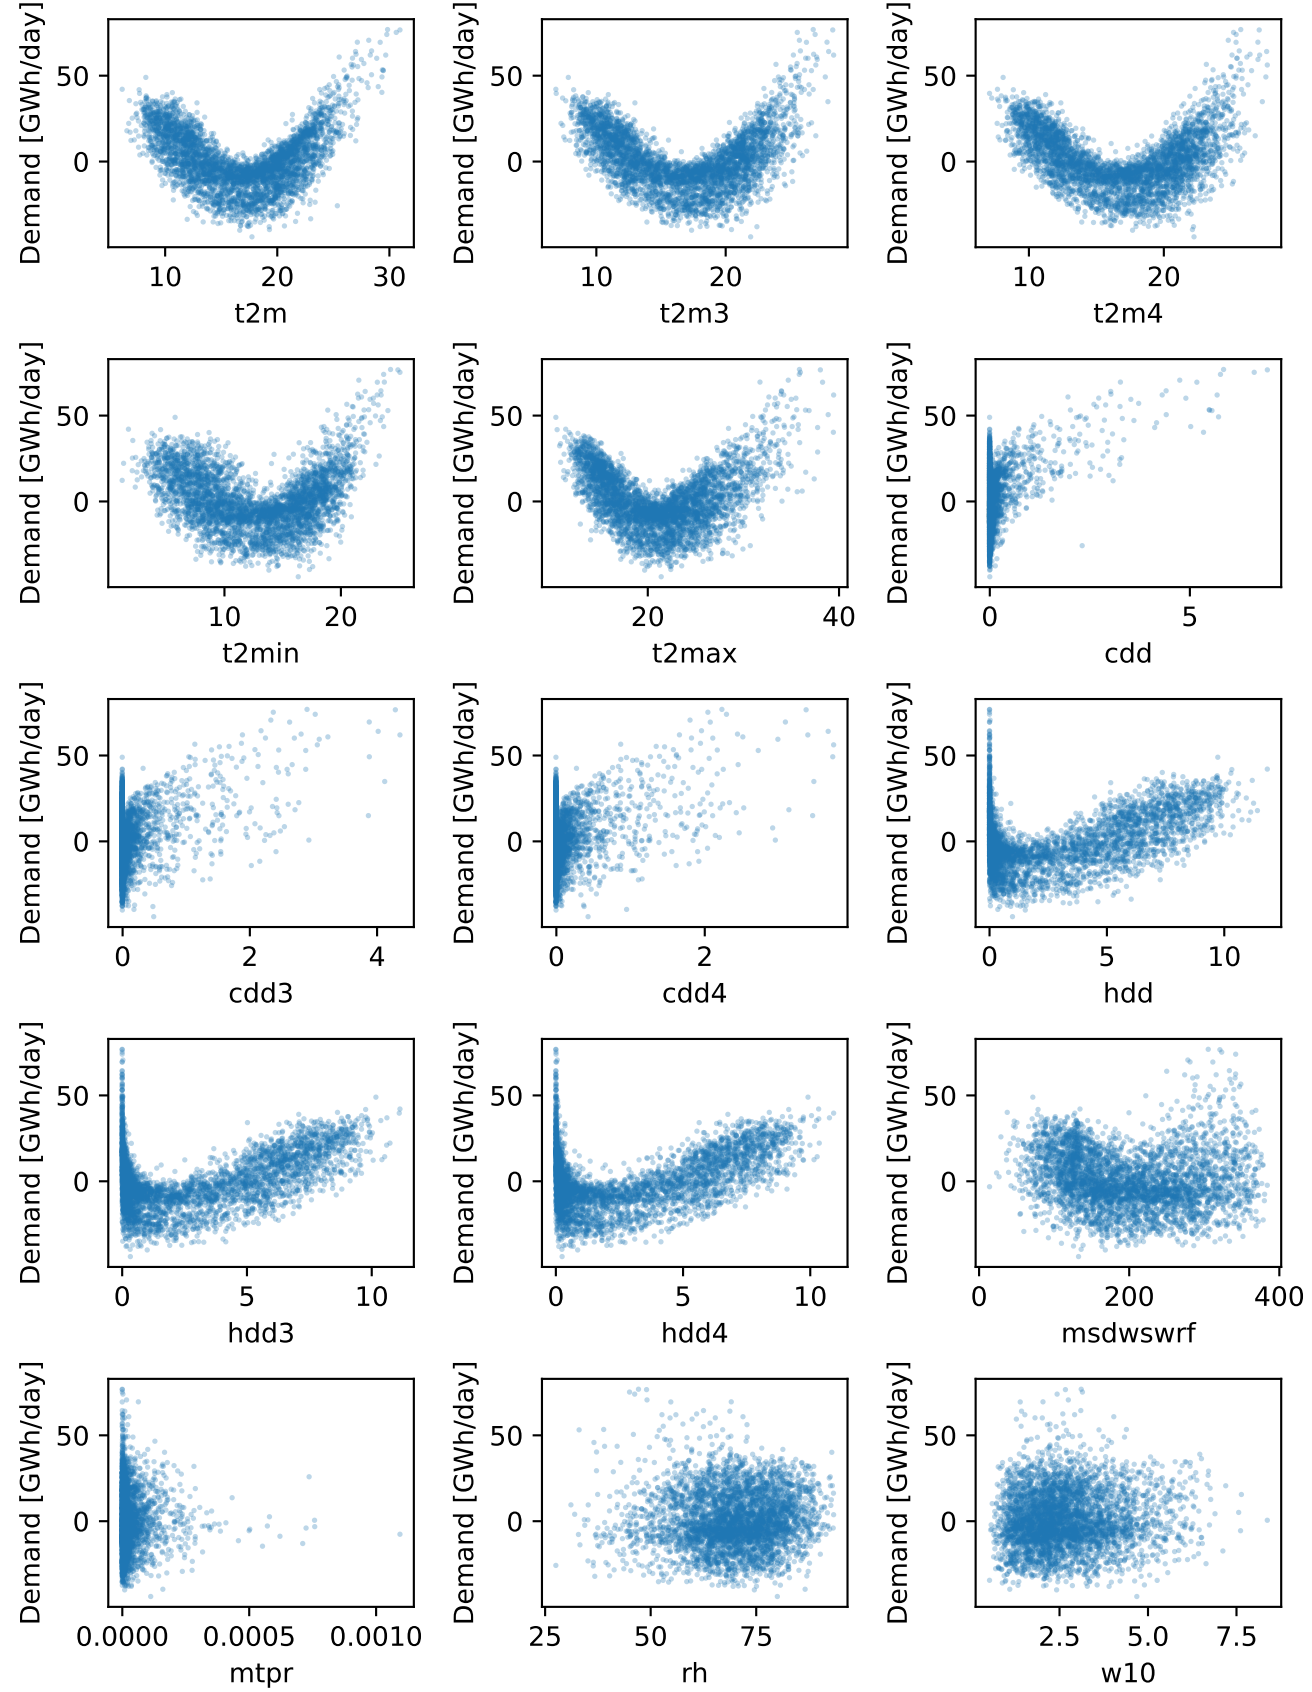 Demand [GWh/day]
50
0
10 20 30
t2m
Demand [GWh/day]
50
0
10 20
t2m3
Demand [GWh/day]
50
0
10 20
t2m4
Demand [GWh/day]
50
0
10 20
t2min
Demand [GWh/day]
50
0
20 40
t2max
Demand [GWh/day]
50
0
0 5
cdd
Demand [GWh/day]
50
0
0 2 4
cdd3
Demand [GWh/day]
50
0
0 2
cdd4
Demand [GWh/day]
50
0
0 5 10
hdd
Demand [GWh/day]
50
0
0 5 10
hdd3
Demand [GWh/day]
50
0
0 5 10
hdd4
Demand [GWh/day]
50
0
0 200 400
msdwswrf
Demand [GWh/day]
50
0
0.0000 0.0005 0.0010
mtpr
Demand [GWh/day]
50
0
25 50 75
rh
Demand [GWh/day]
50
0
2.5 5.0 7.5
w10